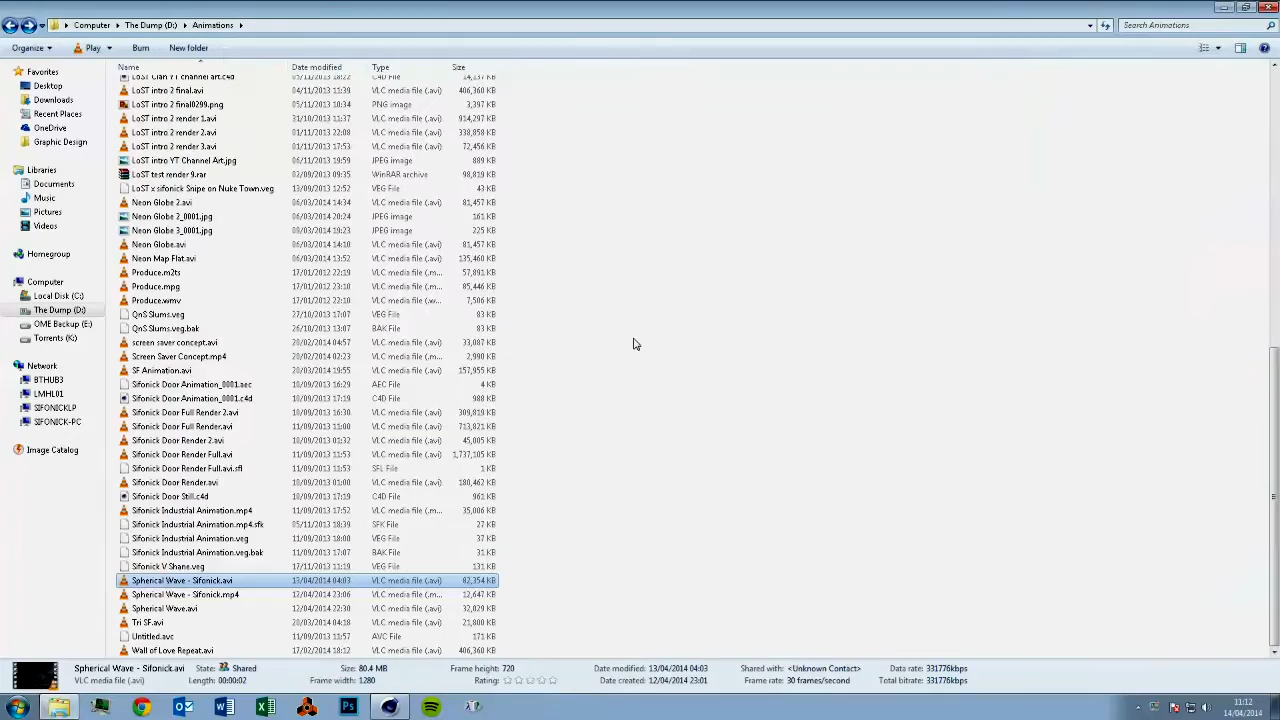 Computer ▸ The Dump (D:) ▸ Animations ▸
Search Animations
Organize ▾ Play ▾ Burn New folder
Name Date modified Type Size
Favorites
Desktop
Downloads
Recent Places
OneDrive
Graphic Design
Libraries
Documents
Music
Pictures
Videos
Homegroup
Computer
Local Disk (C:)
The Dump (D:)
OME Backup (E:)
Torrents (K:)
Network
BTHUB3
LMHL01
SIFONICKLP
SIFONICK-PC
Image Catalog
LoST Clan YT channel art.c4d 05/11/2013 18:22 C4D File 14,137 KB
LoST intro 2 final.avi 04/11/2013 11:39 VLC media file (.avi) 406,360 KB
LoST intro 2 final0299.png 05/11/2013 10:34 PNG image 3,397 KB
LoST intro 2 render 1.avi 31/10/2013 11:37 VLC media file (.avi) 914,297 KB
LoST intro 2 render 2.avi 01/11/2013 22:08 VLC media file (.avi) 338,858 KB
LoST intro 2 render 3.avi 01/11/2013 17:53 VLC media file (.avi) 72,456 KB
LoST intro YT Channel Art.jpg 06/11/2013 19:59 JPEG image 889 KB
LoST test render 9.rar 02/09/2013 09:35 WinRAR archive 98,819 KB
LoST x sifonick Snipe on Nuke Town.veg 13/09/2013 12:52 VEG File 43 KB
Neon Globe 2.avi 06/03/2014 14:34 VLC media file (.avi) 81,457 KB
Neon Globe 2_0001.jpg 06/03/2014 20:24 JPEG image 161 KB
Neon Globe 3_0001.jpg 08/03/2014 19:23 JPEG image 225 KB
Neon Globe.avi 06/03/2014 14:10 VLC media file (.avi) 81,457 KB
Neon Map Flat.avi 06/03/2014 13:52 VLC media file (.avi) 135,460 KB
Produce.m2ts 17/01/2012 22:19 VLC media file (.m... 57,891 KB
Produce.mpg 17/01/2012 23:10 VLC media file (.m... 85,446 KB
Produce.wmv 17/01/2012 22:10 VLC media file (.w... 7,506 KB
QnS Slums.veg 27/10/2013 17:07 VEG File 83 KB
QnS Slums.veg.bak 26/10/2013 13:07 BAK File 83 KB
screen saver concept.avi 20/02/2014 04:57 VLC media file (.avi) 33,087 KB
Screen Saver Concept.mp4 20/02/2014 02:23 VLC media file (.m... 2,990 KB
SF Animation.avi 20/03/2014 19:55 VLC media file (.avi) 157,955 KB
Sifonick Door Animation_0001.aec 10/09/2013 16:29 AEC File 4 KB
Sifonick Door Animation_0001.c4d 10/09/2013 17:19 C4D File 988 KB
Sifonick Door Full Render 2.avi 10/09/2013 16:30 VLC media file (.avi) 309,819 KB
Sifonick Door Full Render.avi 11/09/2013 11:00 VLC media file (.avi) 713,821 KB
Sifonick Door Render 2.avi 10/09/2013 01:32 VLC media file (.avi) 45,005 KB
Sifonick Door Render Full.avi 11/09/2013 11:53 VLC media file (.avi) 1,737,105 KB
Sifonick Door Render Full.avi.sfl 11/09/2013 11:53 SFL File 1 KB
Sifonick Door Render.avi 10/09/2013 01:00 VLC media file (.avi) 180,462 KB
Sifonick Door Still.c4d 10/09/2013 17:19 C4D File 961 KB
Sifonick Industrial Animation.mp4 11/09/2013 17:52 VLC media file (.m... 35,006 KB
Sifonick Industrial Animation.mp4.sfk 05/11/2013 18:39 SFK File 27 KB
Sifonick Industrial Animation.veg 11/09/2013 18:00 VEG File 37 KB
Sifonick Industrial Animation.veg.bak 11/09/2013 17:07 BAK File 31 KB
Sifonick V Shane.veg 17/11/2013 11:19 VEG File 131 KB
Spherical Wave - Sifonick.avi 13/04/2014 04:03 VLC media file (.avi) 82,354 KB
Spherical Wave - Sifonick.mp4 12/04/2014 23:06 VLC media file (.m... 12,647 KB
Spherical Wave.avi 12/04/2014 22:30 VLC media file (.avi) 32,029 KB
Tri SF.avi 20/03/2014 04:18 VLC media file (.avi) 21,800 KB
Untitled.avc 11/09/2013 11:57 AVC File 171 KB
Wall of Love Repeat.avi 17/02/2014 18:12 VLC media file (.avi) 406,360 KB
Spherical Wave - Sifonick.avi State: Shared Size: 80.4 MB Frame height: 720 Date modified: 13/04/2014 04:03 Shared with: <Unknown Contact> Data rate: 331776kbps
VLC media file (.avi) Length: 00:00:02 Frame width: 1280 Rating: ☆☆☆☆☆ Date created: 12/04/2014 23:01 Frame rate: 30 frames/second Total bitrate: 331776kbps
Ps
11:12
14/04/2014